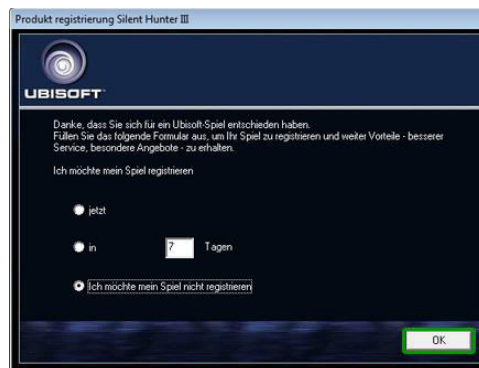 Produkt registrierung Silent Hunter III
UBISOFT
Danke, dass Sie sich für ein Ubisoft-Spiel entschieden haben.
Füllen Sie das folgende Formular aus, um Ihr Spiel zu registrieren und weiter Vorteile - besserer
Service, besondere Angebote - zu erhalten.
Ich möchte mein Spiel registrieren
jetzt
in 7 Tagen
Ich möchte mein Spiel nicht registrieren
OK